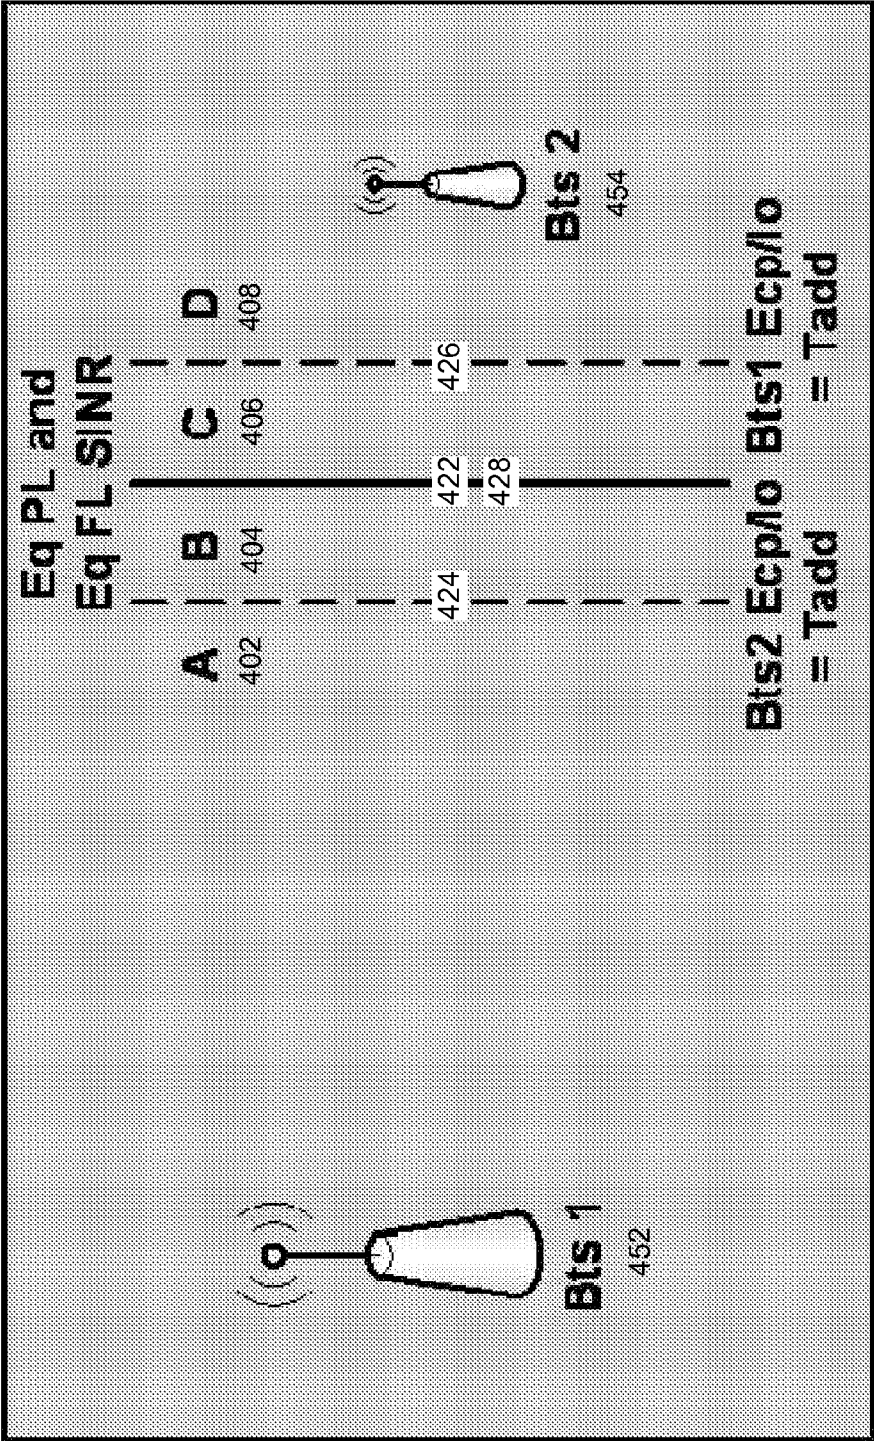 Eq PL and
Eq FL SINR
A
B
C
D
402
404
406
408
424
422
426
428
Bts 1
452
Bts 2
454
Bts2 Ecp/Io Bts1 Ecp/Io
= Tadd
= Tadd